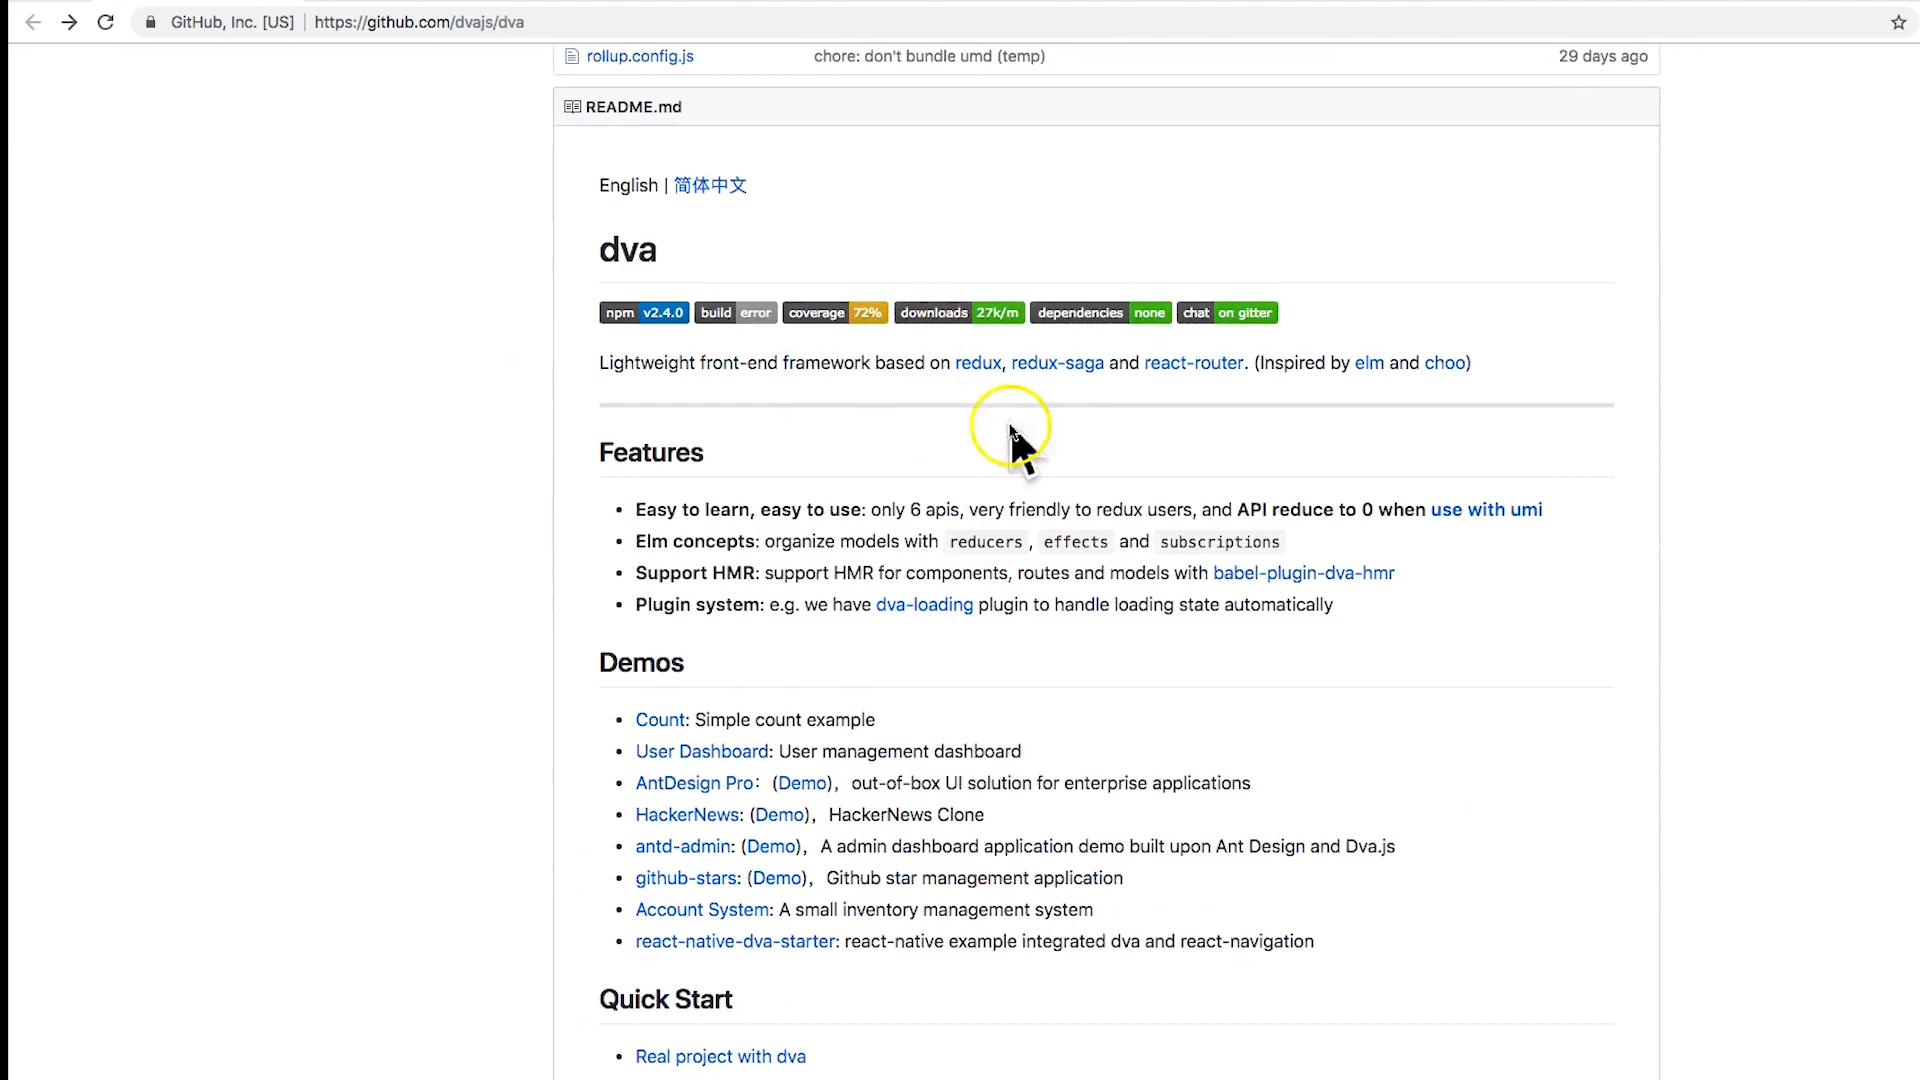 GitHub, Inc. [US] | https://github.com/dvajs/dva
rollup.config.js chore: don't bundle umd (temp) 29 days ago
README.md
English | 简体中文
dva
npm v2.4.0 build error coverage 72% downloads 27k/m dependencies none chat on gitter
Lightweight front-end framework based on redux, redux-saga and react-router. (Inspired by elm and choo)
Features
• Easy to learn, easy to use: only 6 apis, very friendly to redux users, and API reduce to 0 when use with umi
• Elm concepts: organize models with reducers, effects and subscriptions
• Support HMR: support HMR for components, routes and models with babel-plugin-dva-hmr
• Plugin system: e.g. we have dva-loading plugin to handle loading state automatically
Demos
• Count: Simple count example
• User Dashboard: User management dashboard
• AntDesign Pro：(Demo)，out-of-box UI solution for enterprise applications
• HackerNews: (Demo)，HackerNews Clone
• antd-admin: (Demo)，A admin dashboard application demo built upon Ant Design and Dva.js
• github-stars: (Demo)，Github star management application
• Account System: A small inventory management system
• react-native-dva-starter: react-native example integrated dva and react-navigation
Quick Start
• Real project with dva